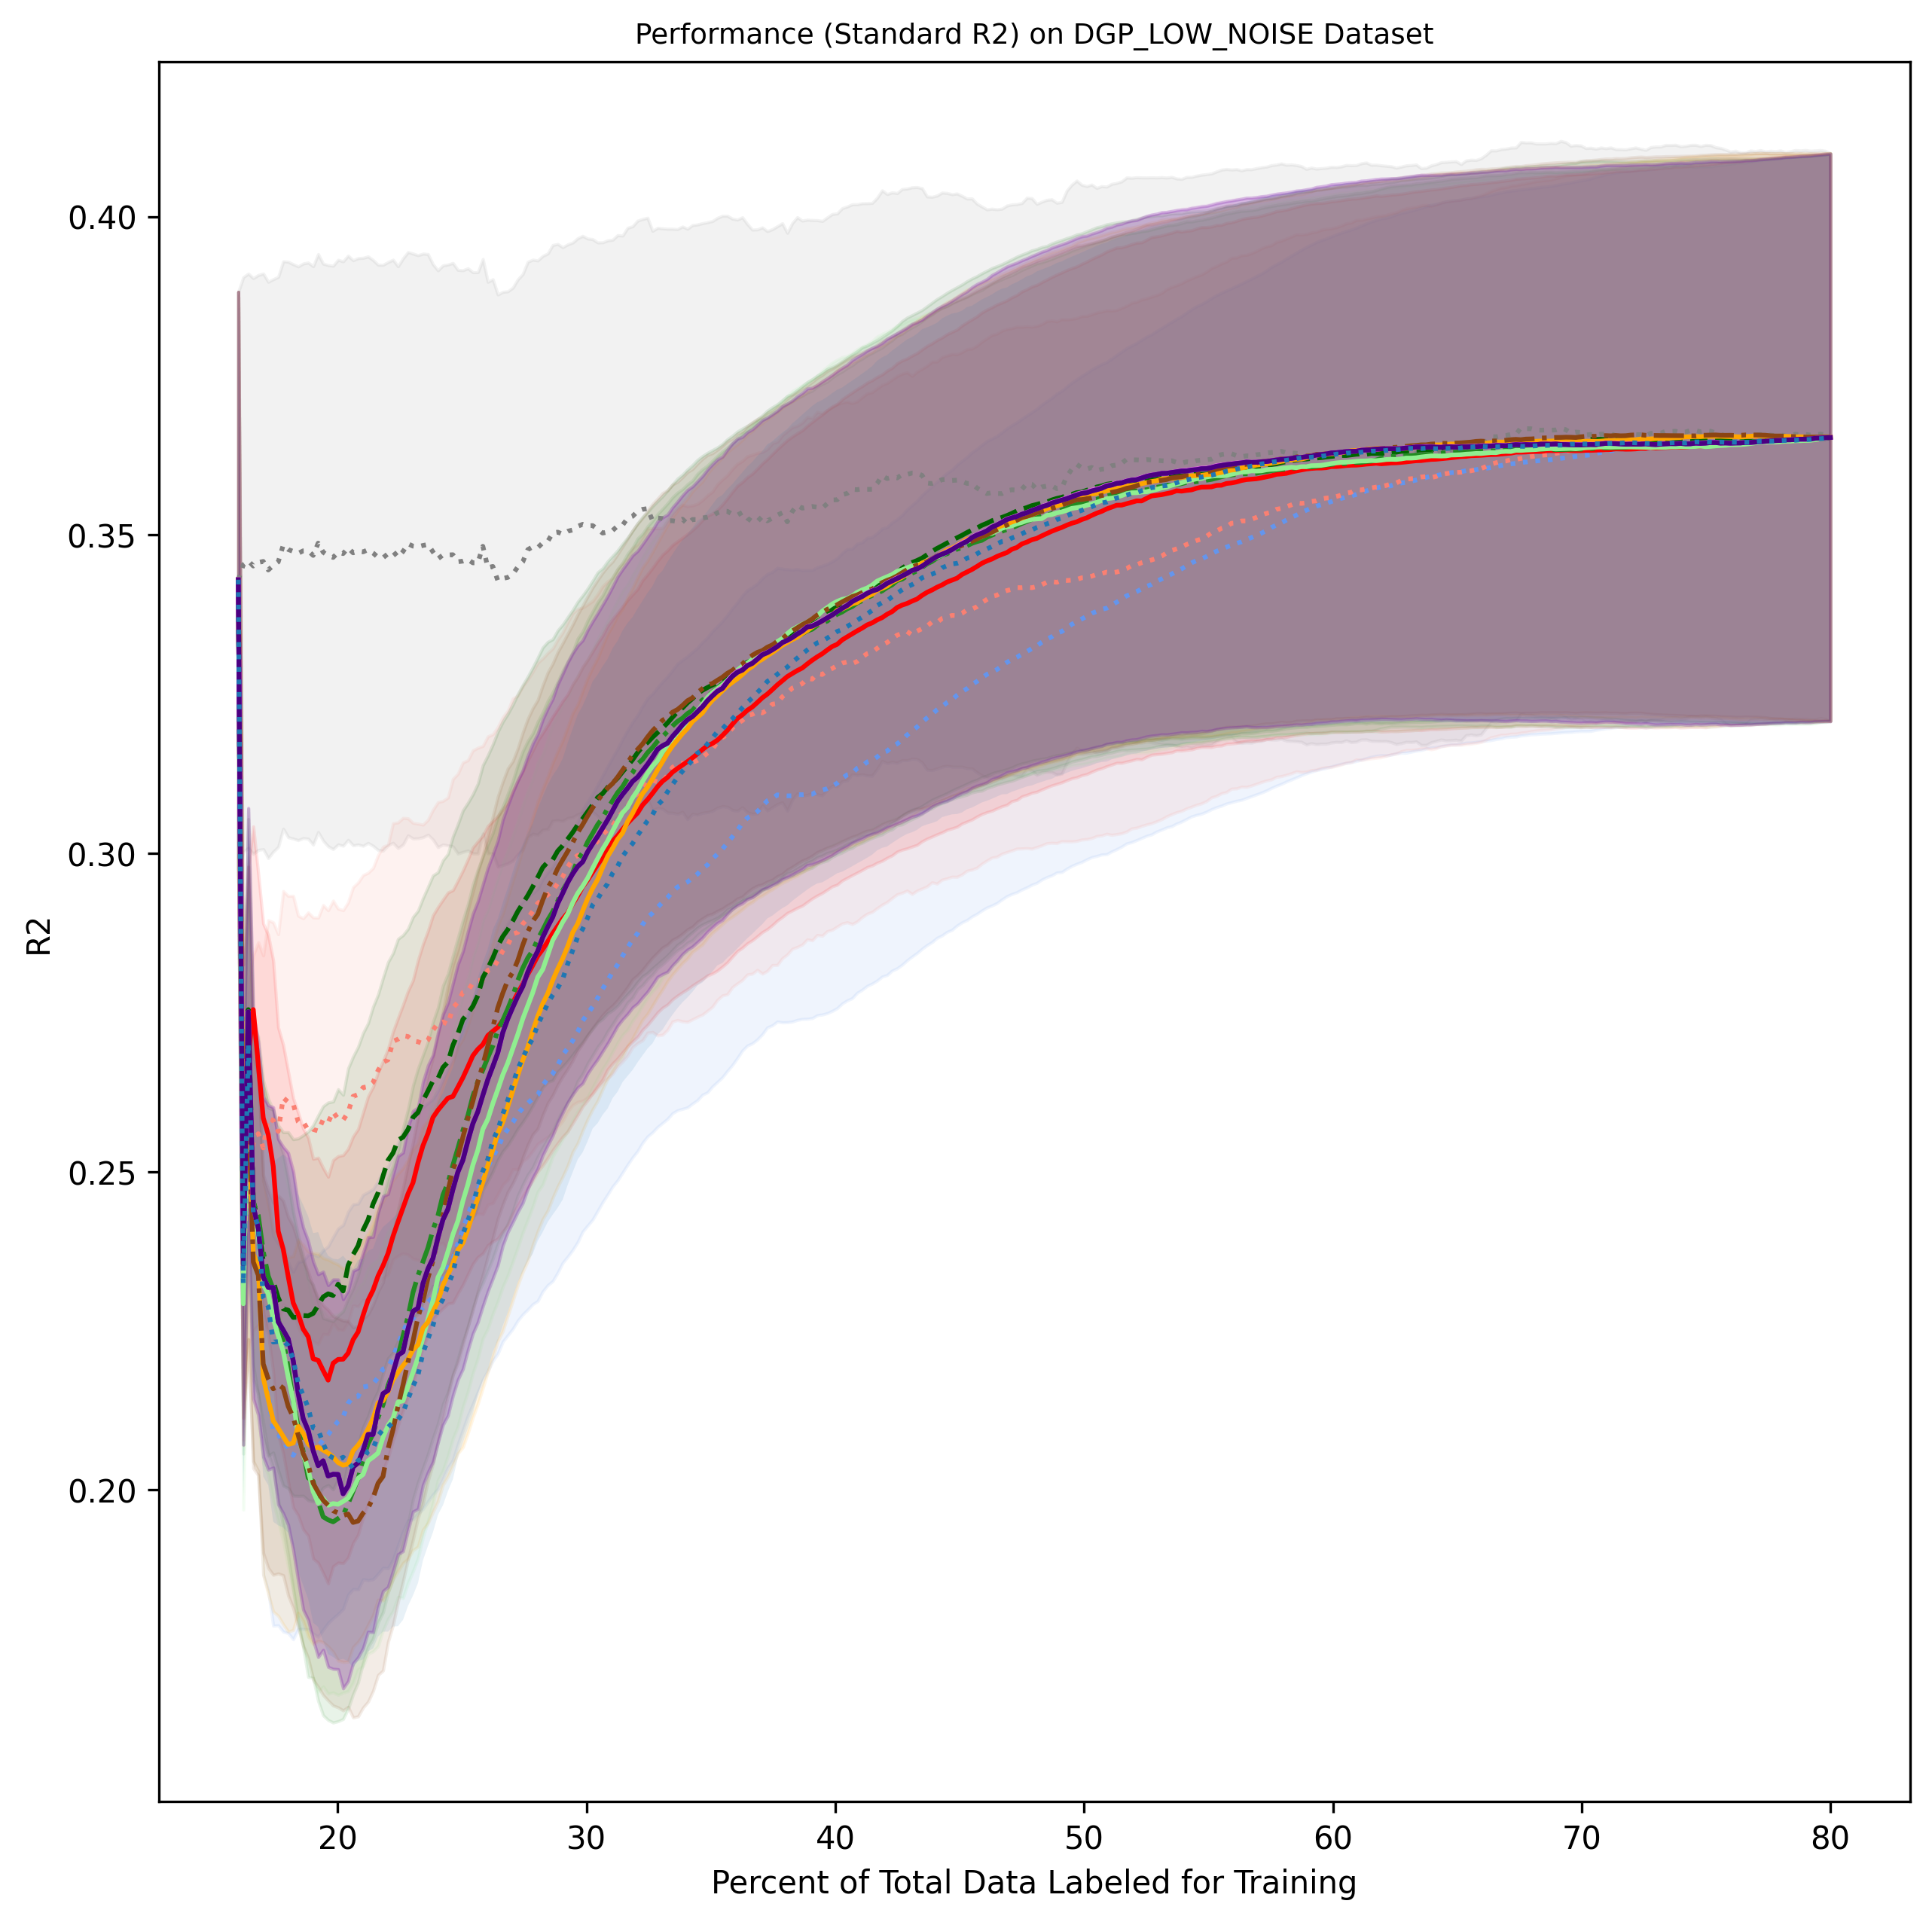 Performance (Standard R2) on DGP_LOW_NOISE Dataset
0.40
0.35
0.30
0.25
0.20
R2
20 30 40 50 60 70 80
Percent of Total Data Labeled for Training